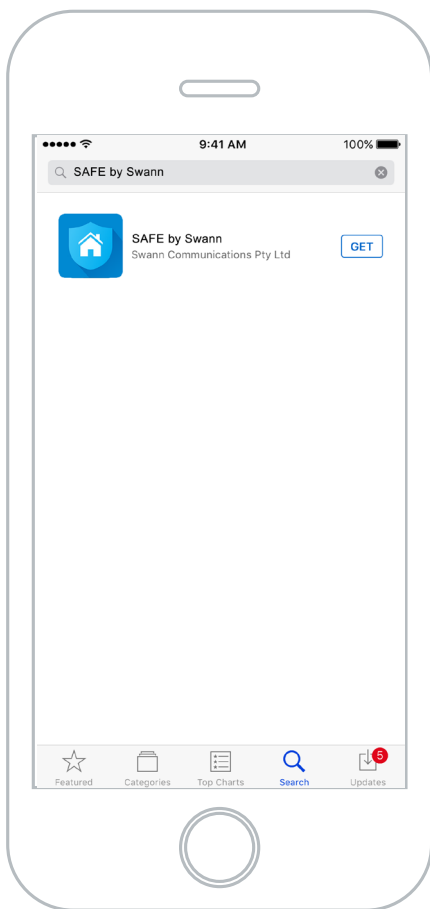 9:41 AM
100%
SAFE by Swann
SAFE by Swann
Swann Communications Pty Ltd
GET
5
Featured
Categories
Top Charts
Search
Updates